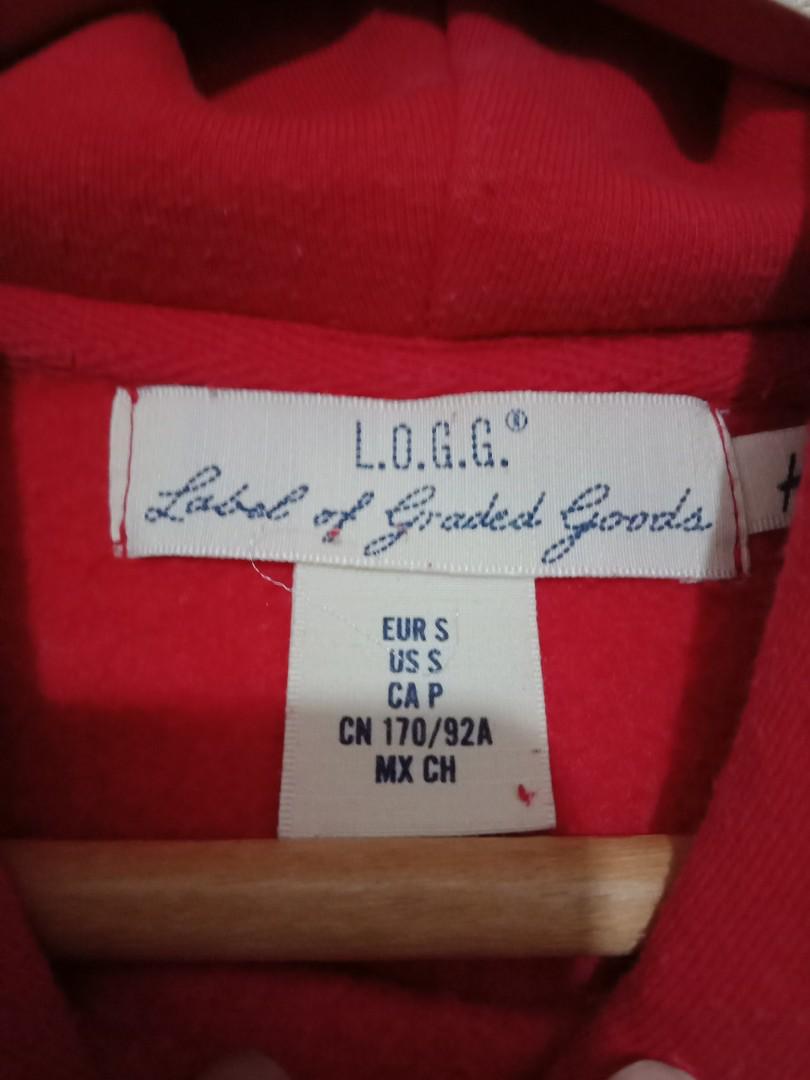 L.O.G.G.®
Label of Graded Goods
EUR S
US S
CA P
CN 170/92A
MX CH